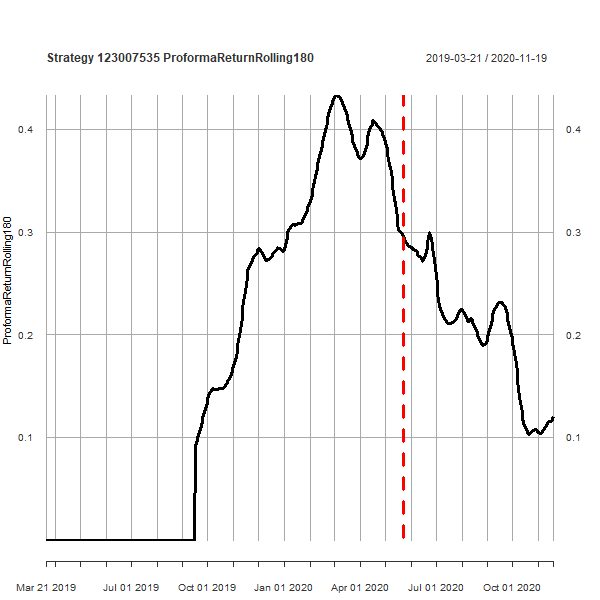 Strategy 123007535 ProformaReturnRolling180
2019-03-21 / 2020-11-19
ProformaReturnRolling180
0.4
0.4
0.3
0.3
0.2
0.2
0.1
0.1
Mar 21 2019
Jul 01 2019
Oct 01 2019
Jan 01 2020
Apr 01 2020
Jul 01 2020
Oct 01 2020